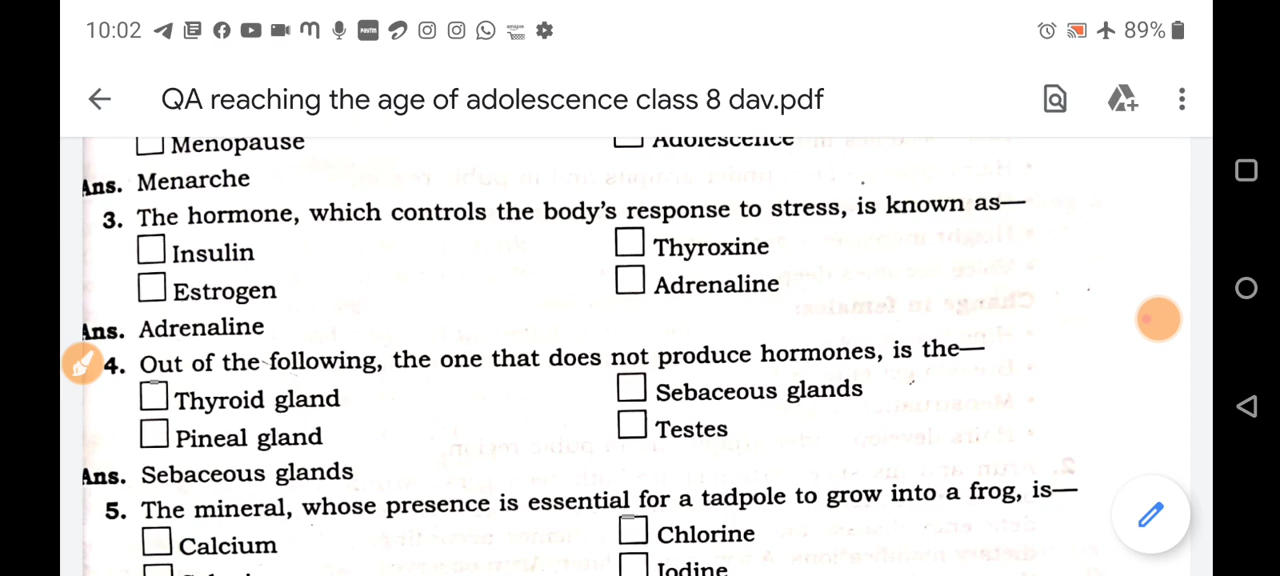 10:02 89%
QA reaching the age of adolescence class 8 dav.pdf
Menopause Adolescence
Ans. Menarche
3. The hormone, which controls the body's response to stress, is known as—
Insulin Thyroxine
Estrogen Adrenaline
Ans. Adrenaline
4. Out of the following, the one that does not produce hormones, is the—
Thyroid gland Sebaceous glands
Pineal gland Testes
Ans. Sebaceous glands
5. The mineral, whose presence is essential for a tadpole to grow into a frog, is—
Calcium Chlorine
Iodine